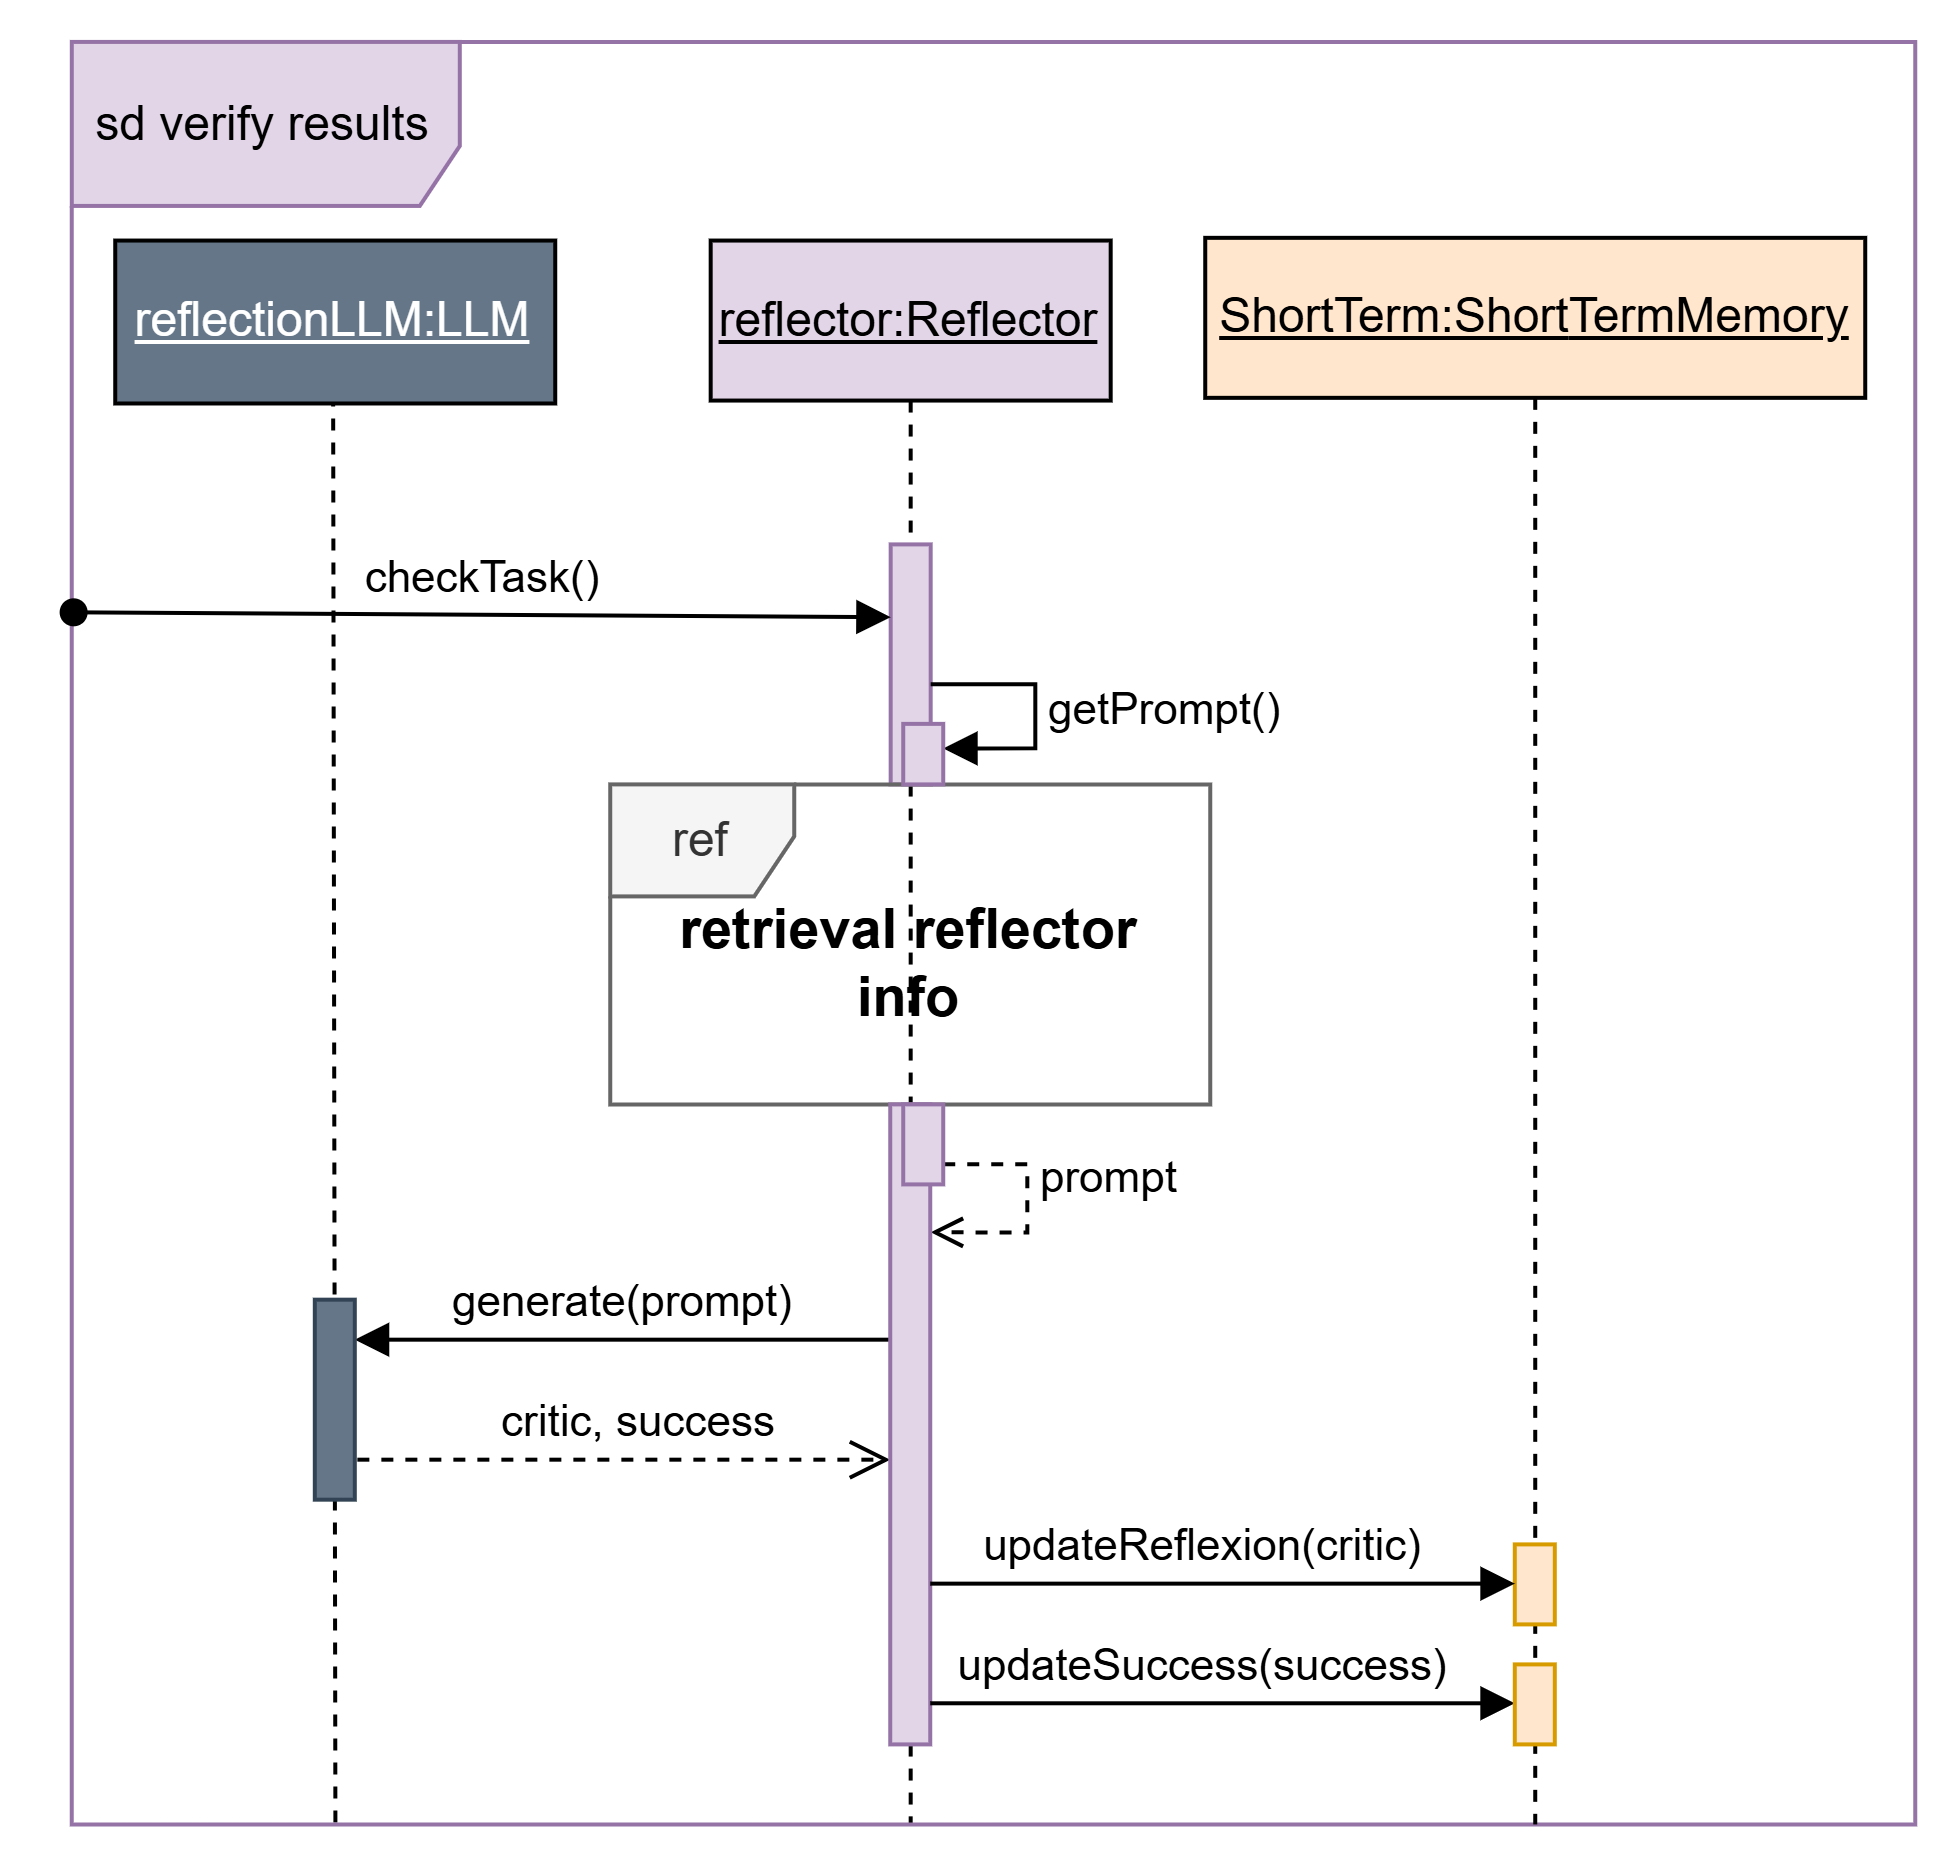 sd verify results
reflectionLLM:LLM
reflector:Reflector
ShortTerm:ShortTermMemory
checkTask()
getPrompt()
ref
retrieval reflector
info
prompt
generate(prompt)
critic, success
updateReflexion(critic)
updateSuccess(success)